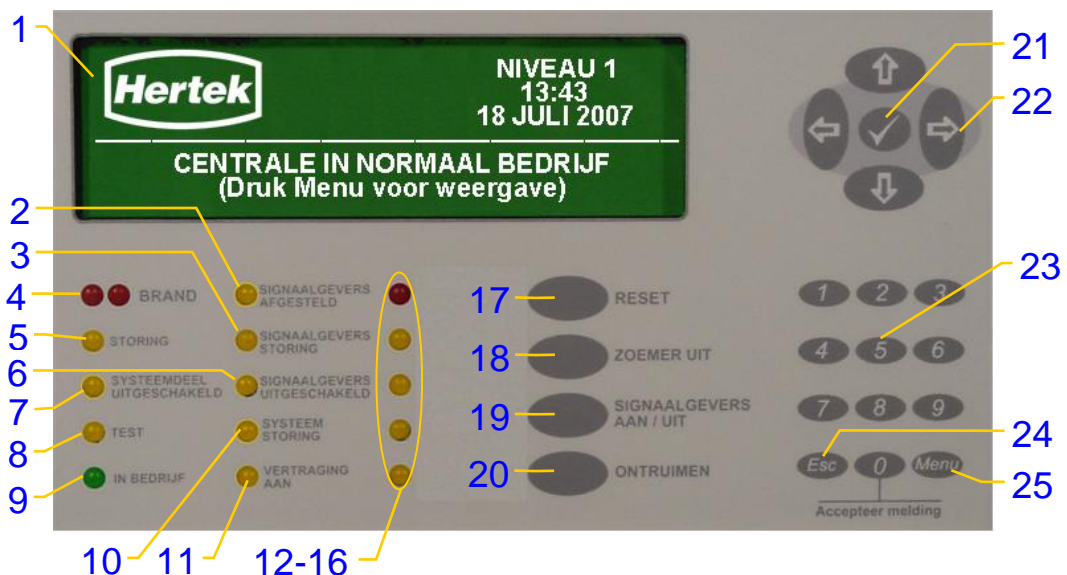 1
Hertek
NIVEAU 1
13:43
18 JULI 2007
CENTRALE IN NORMAAL BEDRIJF
(Druk Menu voor weergave)
21
22
2
3
4
5
6
7
8
9
BRAND
STORING
SYSTEEMDEEL
UITGESCHAKELD
TEST
IN BEDRIJF
SIGNAALGEVERS
AFGESTELD
SIGNAALGEVERS
STORING
SIGNAALGEVERS
UITGESCHAKELD
SYSTEEM
STORING
VERTRAGING
AAN
10
11
12-16
17
RESET
18
ZOEMER UIT
19
SIGNAALGEVERS
AAN / UIT
20
ONTRUIMEN
23
1 2 3
4 5 6
7 8 9
Esc 0 Menu
Accepteer melding
24
25